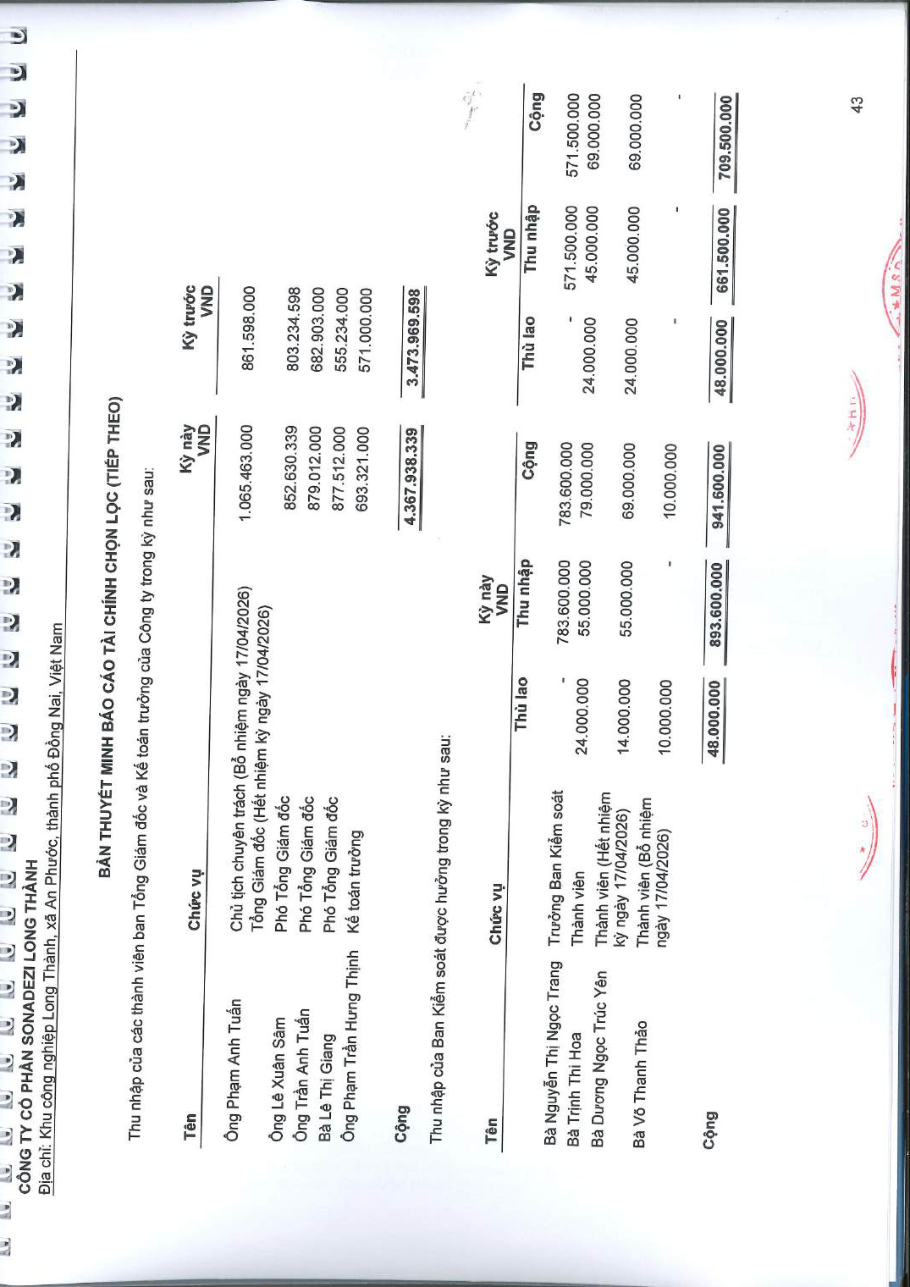 CÔNG TY CỔ PHẦN SONADEZI LONG THÀNH
Địa chỉ: Khu công nghiệp Long Thành, xã An Phước, thành phố Đồng Nai, Việt Nam
BẢN THUYẾT MINH BÁO CÁO TÀI CHÍNH CHỌN LỌC (TIẾP THEO)
Thu nhập của các thành viên ban Tổng Giám đốc và Kế toán trưởng của Công ty trong kỳ như sau:
Tên Chức vụ Kỳ này VND Kỳ trước VND
Ông Phạm Anh Tuấn Chủ tịch chuyên trách (Bổ nhiệm ngày 17/04/2026) 1.065.463.000 861.598.000
Tổng Giám đốc (Hết nhiệm kỳ ngày 17/04/2026)
Ông Lê Xuân Sâm Phó Tổng Giám đốc 852.630.339 803.234.598
Ông Trần Anh Tuấn Phó Tổng Giám đốc 879.012.000 682.903.000
Bà Lê Thị Giang Phó Tổng Giám đốc 877.512.000 555.234.000
Ông Phạm Trần Hưng Thịnh Kế toán trưởng 693.321.000 571.000.000
Cộng 4.367.938.339 3.473.969.598
Thu nhập của Ban Kiểm soát được hưởng trong kỳ như sau:
Kỳ này Kỳ trước
Tên Chức vụ VND VND
Thù lao Thu nhập Cộng Thù lao Thu nhập Cộng
Bà Nguyễn Thị Ngọc Trang Trưởng Ban Kiểm soát - 783.600.000 783.600.000 - 571.500.000 571.500.000
Bà Trịnh Thị Hoa Thành viên 24.000.000 55.000.000 79.000.000 24.000.000 45.000.000 69.000.000
Bà Dương Ngọc Trúc Yên Thành viên (Hết nhiệm
kỳ ngày 17/04/2026) 14.000.000 55.000.000 69.000.000 24.000.000 45.000.000 69.000.000
Bà Võ Thanh Thảo Thành viên (Bổ nhiệm
ngày 17/04/2026) 10.000.000 - 10.000.000 - - -
Cộng 48.000.000 893.600.000 941.600.000 48.000.000 661.500.000 709.500.000
43